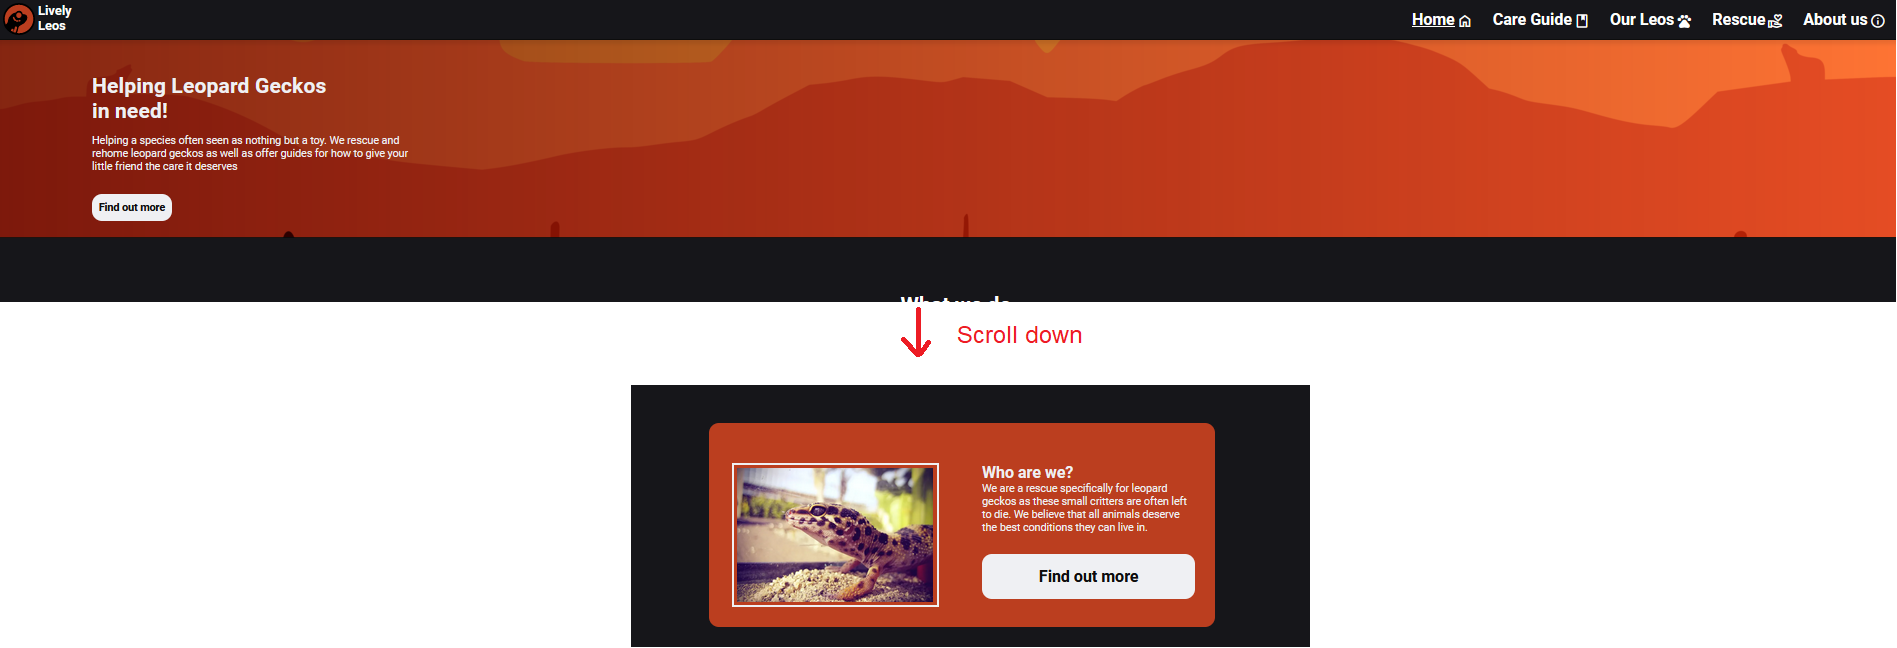 Lively
Leos
Home
Care Guide
Our Leos
Rescue
About us
Helping Leopard Geckos
in need!
Helping a species often seen as nothing but a toy. We rescue and
rehome leopard geckos as well as offer guides for how to give your
little friend the care it deserves
Find out more
What we do
Scroll down
Who are we?
We are a rescue specifically for leopard
geckos as these small critters are often left
to die. We believe that all animals deserve
the best conditions they can live in.
Find out more